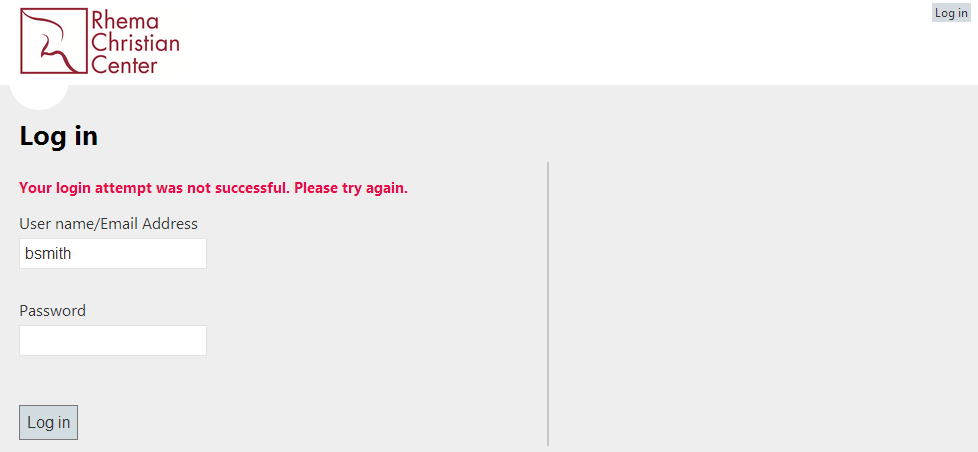 Rhema
Christian
Center
Log in
Log in
Your login attempt was not successful. Please try again.
User name/Email Address
bsmith
Password
Log in